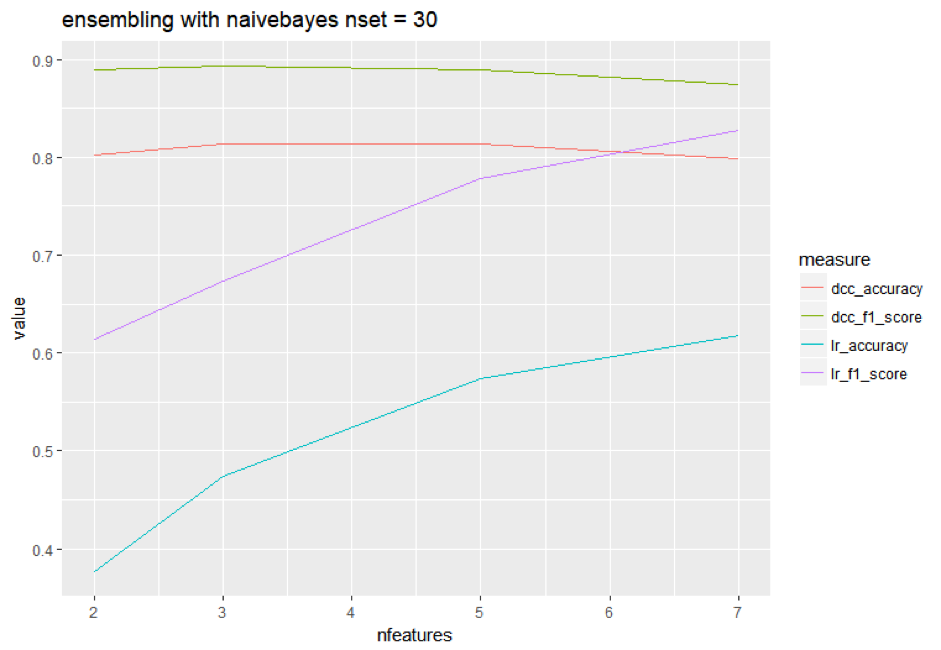 ensembling with naivebayes nset = 30
value
0.9
0.8
0.7
0.6
0.5
0.4
2 3 4 5 6 7
nfeatures
measure
dcc_accuracy
dcc_f1_score
lr_accuracy
lr_f1_score